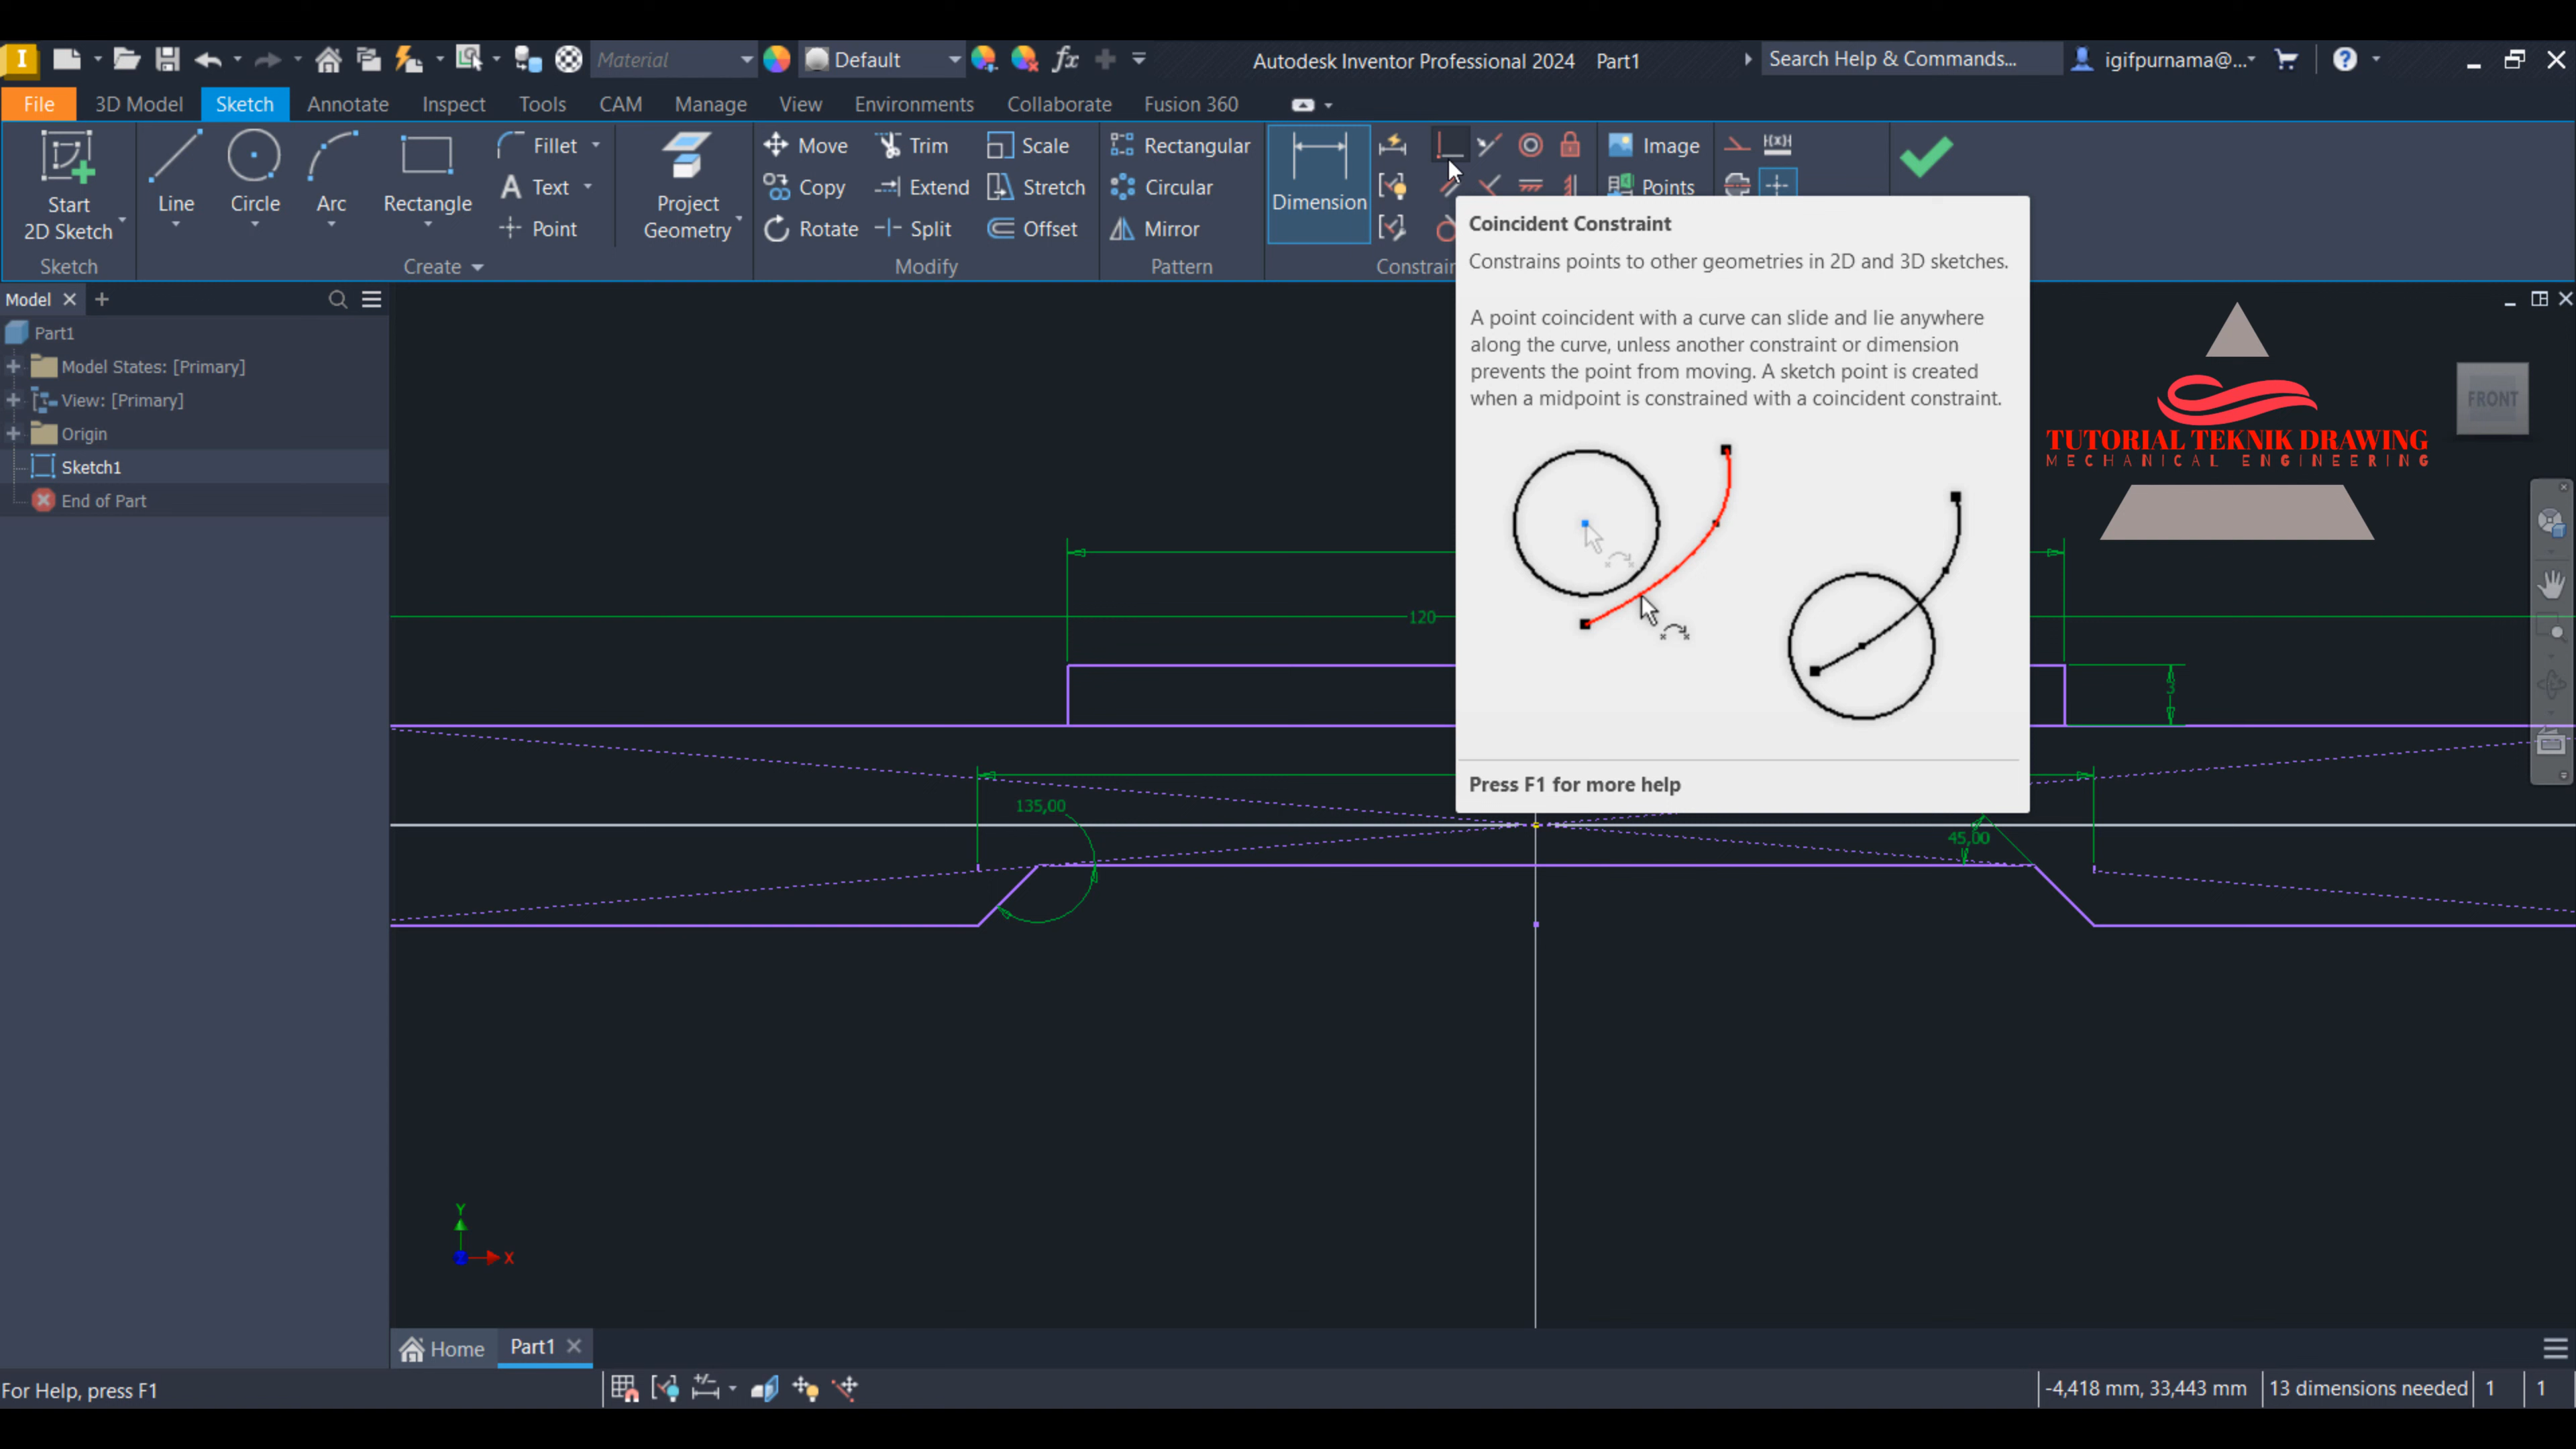 Material
Default
fx
Autodesk Inventor Professional 2024 Part1
Search Help & Commands...
igifpurnama@...
File
3D Model
Sketch
Annotate
Inspect
Tools
CAM
Manage
View
Environments
Collaborate
Fusion 360
Start
2D Sketch
Line
Circle
Arc
Rectangle
Fillet
Text
Point
Project
Geometry
Move
Copy
Rotate
Trim
Extend
Split
Scale
Stretch
Offset
Rectangular
Circular
Mirror
Dimension
Image
Points
Sketch
Create
Modify
Pattern
Constrai
Coincident Constraint
Constrains points to other geometries in 2D and 3D sketches.
A point coincident with a curve can slide and lie anywhere
along the curve, unless another constraint or dimension
prevents the point from moving. A sketch point is created
when a midpoint is constrained with a coincident constraint.
Press F1 for more help
Model
Part1
Model States: [Primary]
View: [Primary]
Origin
Sketch1
End of Part
TUTORIAL TEKNIK DRAWING
MECHANICAL ENGINEERING
FRONT
120
3
135,00
45,00
Y
X
Home
Part1
For Help, press F1
-4,418 mm, 33,443 mm
13 dimensions needed
1
1